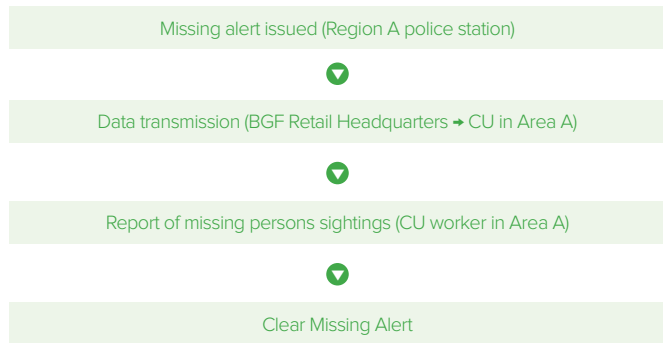 Missing alert issued (Region A police station)
Data transmission (BGF Retail Headquarters ➜ CU in Area A)
Report of missing persons sightings (CU worker in Area A)
Clear Missing Alert